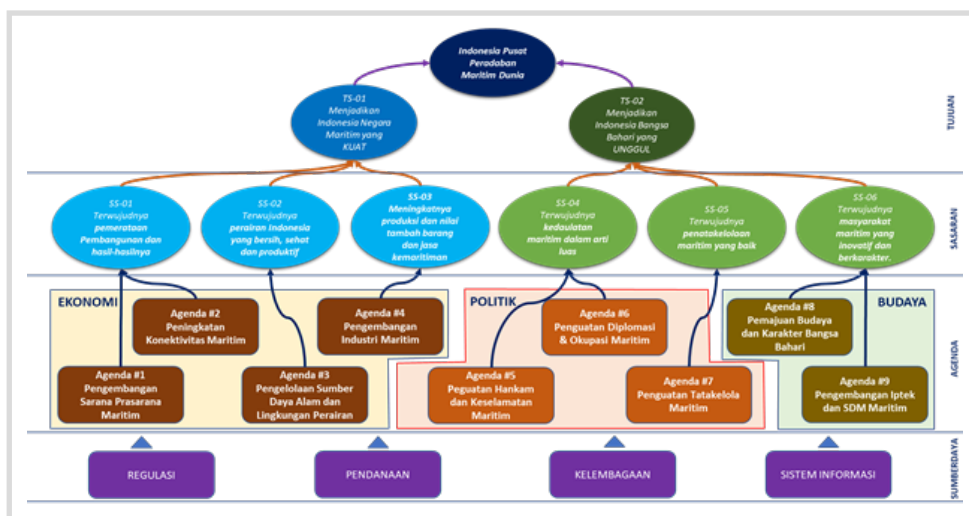 Indonesia Pusat
Peradaban
Maritim Dunia
TS-01
Menjadikan
Indonesia Negara
Maritim yang
KUAT
TS-02
Menjadikan
Indonesia Bangsa
Bahari yang
UNGGUL
TUJUAN
SS-01
Terwujudnya
pemerataan
Pembangunan dan
hasil-hasilnya
SS-02
Terwujudnya
perairan Indonesia
yang bersih, sehat
dan produktif
SS-03
Meningkatnya
produksi dan nilai
tambah barang
dan jasa
kemaritiman
SS-04
Terwujudnya
kedaulatan
maritim dalam arti
luas
SS-05
Terwujudnya
penatakelolaan
maritim yang baik
SS-06
Terwujudnya
masyarakat
maritim yang
inovatif dan
berkarakter.
SASARAN
EKONOMI
Agenda #2
Peningkatan
Konektivitas Maritim
Agenda #4
Pengembangan
Industri Maritim
Agenda #1
Pengembangan
Sarana Prasarana
Maritim
Agenda #3
Pengelolaan Sumber
Daya Alam dan
Lingkungan Perairan
POLITIK
Agenda #6
Penguatan Diplomasi
& Okupasi Maritim
Agenda #5
Peguatan Hankam
dan Keselamatan
Maritim
Agenda #7
Penguatan Tatakelola
Maritim
BUDAYA
Agenda #8
Pemajuan Budaya
dan Karakter Bangsa
Bahari
Agenda #9
Pengembangan Iptek
dan SDM Maritim
AGENDA
REGULASI
PENDANAAN
KELEMBAGAAN
SISTEM INFORMASI
SUMBERDAYA